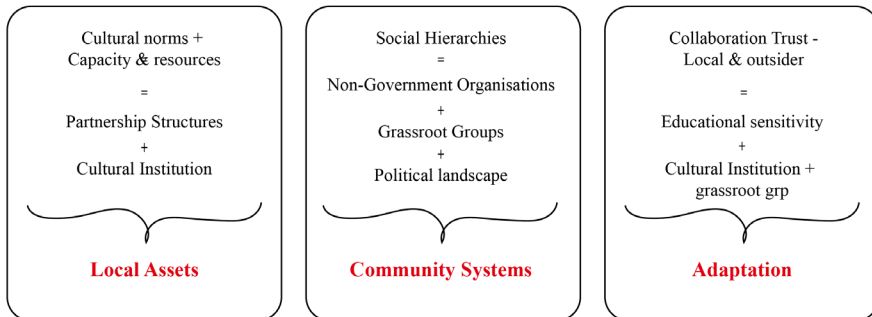 Cultural norms +
Capacity & resources
=
Partnership Structures
+
Cultural Institution
Local Assets
Social Hierarchies
=
Non-Government Organisations
+
Grassroot Groups
+
Political landscape
Community Systems
Collaboration Trust -
Local & outsider
=
Educational sensitivity
+
Cultural Institution +
grassroot grp
Adaptation